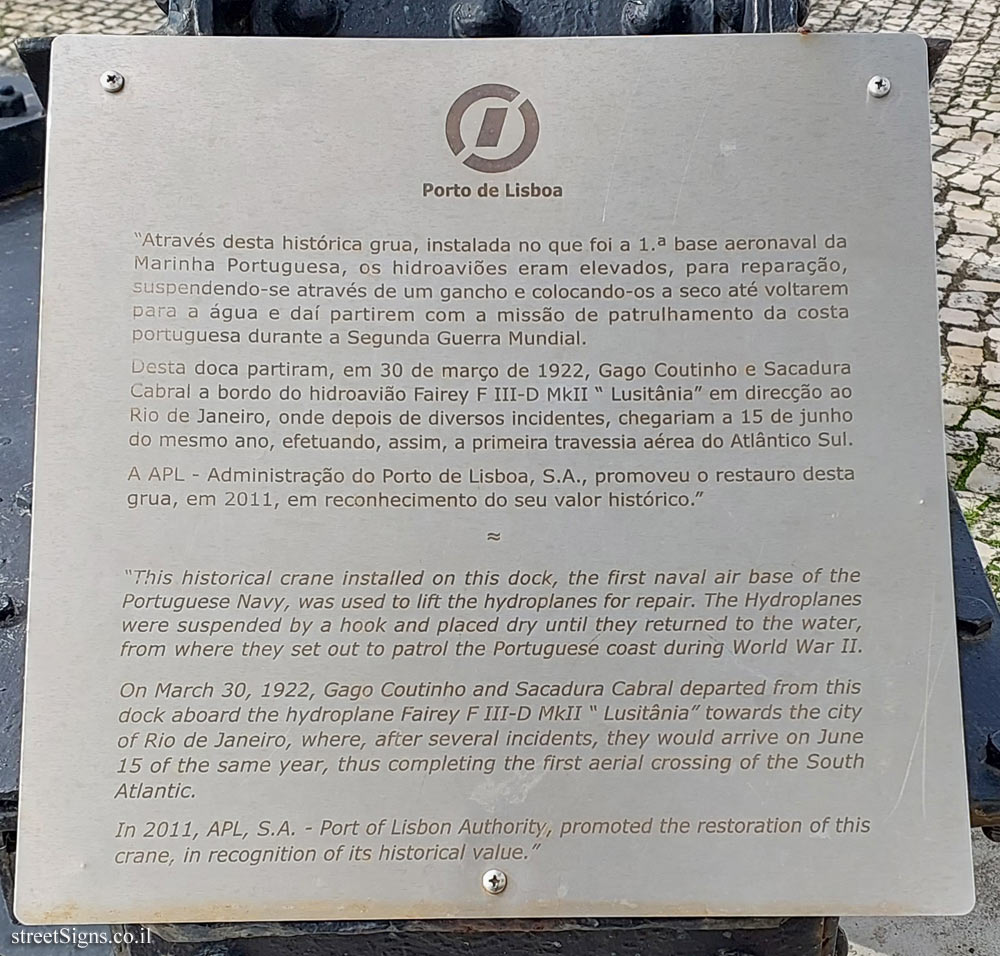 Porto de Lisboa
“Através desta histórica grua, instalada no que foi a 1.ª base aeronaval da
Marinha Portuguesa, os hidroaviões eram elevados, para reparação,
suspendendo-se através de um gancho e colocando-os a seco até voltarem
para a água e daí partirem com a missão de patrulhamento da costa
portuguesa durante a Segunda Guerra Mundial.
Desta doca partiram, em 30 de março de 1922, Gago Coutinho e Sacadura
Cabral a bordo do hidroavião Fairey F III-D MkII “ Lusitânia” em direcção ao
Rio de Janeiro, onde depois de diversos incidentes, chegariam a 15 de junho
do mesmo ano, efetuando, assim, a primeira travessia aérea do Atlântico Sul.
A APL - Administração do Porto de Lisboa, S.A., promoveu o restauro desta
grua, em 2011, em reconhecimento do seu valor histórico.”
≈
“This historical crane installed on this dock, the first naval air base of the
Portuguese Navy, was used to lift the hydroplanes for repair. The Hydroplanes
were suspended by a hook and placed dry until they returned to the water,
from where they set out to patrol the Portuguese coast during World War II.
On March 30, 1922, Gago Coutinho and Sacadura Cabral departed from this
dock aboard the hydroplane Fairey F III-D MkII “ Lusitânia” towards the city
of Rio de Janeiro, where, after several incidents, they would arrive on June
15 of the same year, thus completing the first aerial crossing of the South
Atlantic.
In 2011, APL, S.A. - Port of Lisbon Authority, promoted the restoration of this
crane, in recognition of its historical value.”
streetSigns.co.il